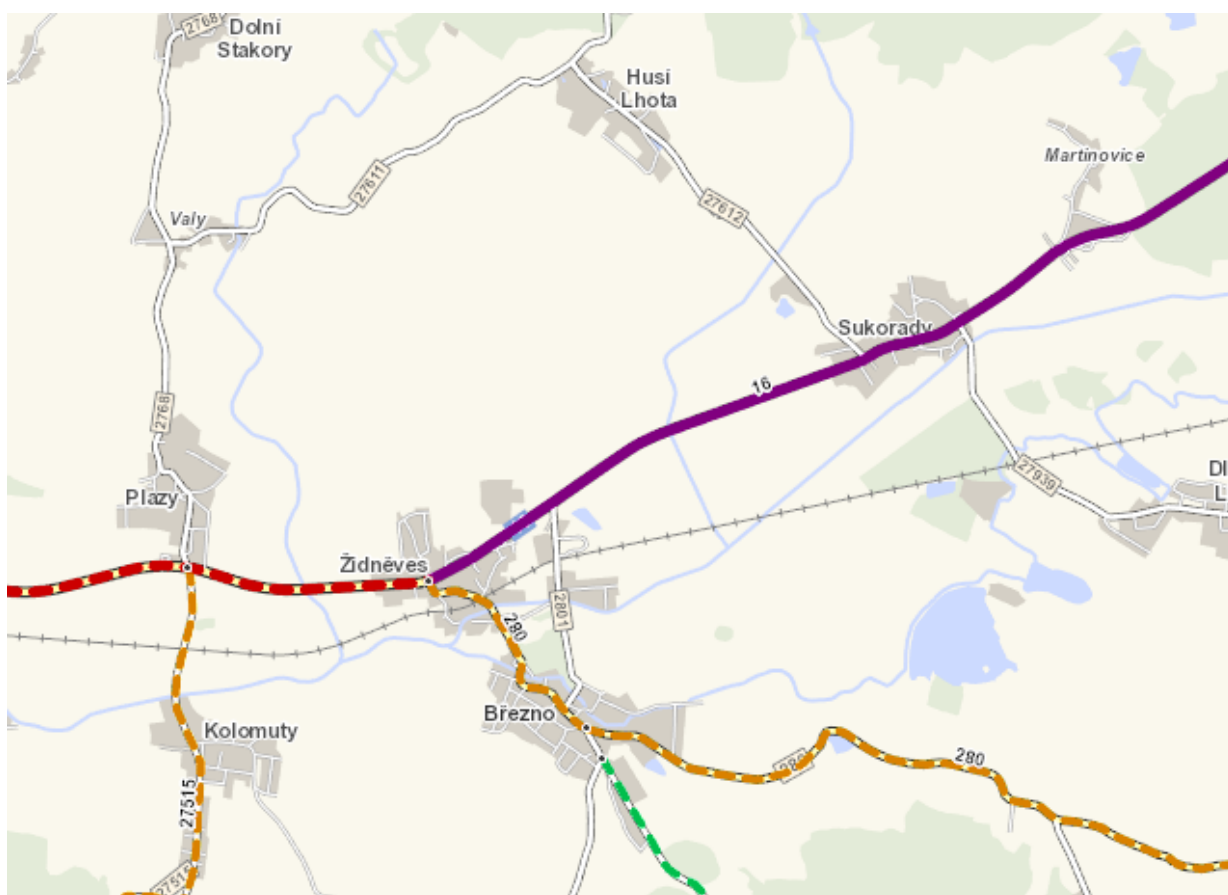 2768
Dolní
Stakory
Husí
Lhota
Martinovice
27611
27612
Valy
Sukorady
16
2768
27939
Plazy
Židněves
2801
280
Březno
Kolomuty
280
27515
27515